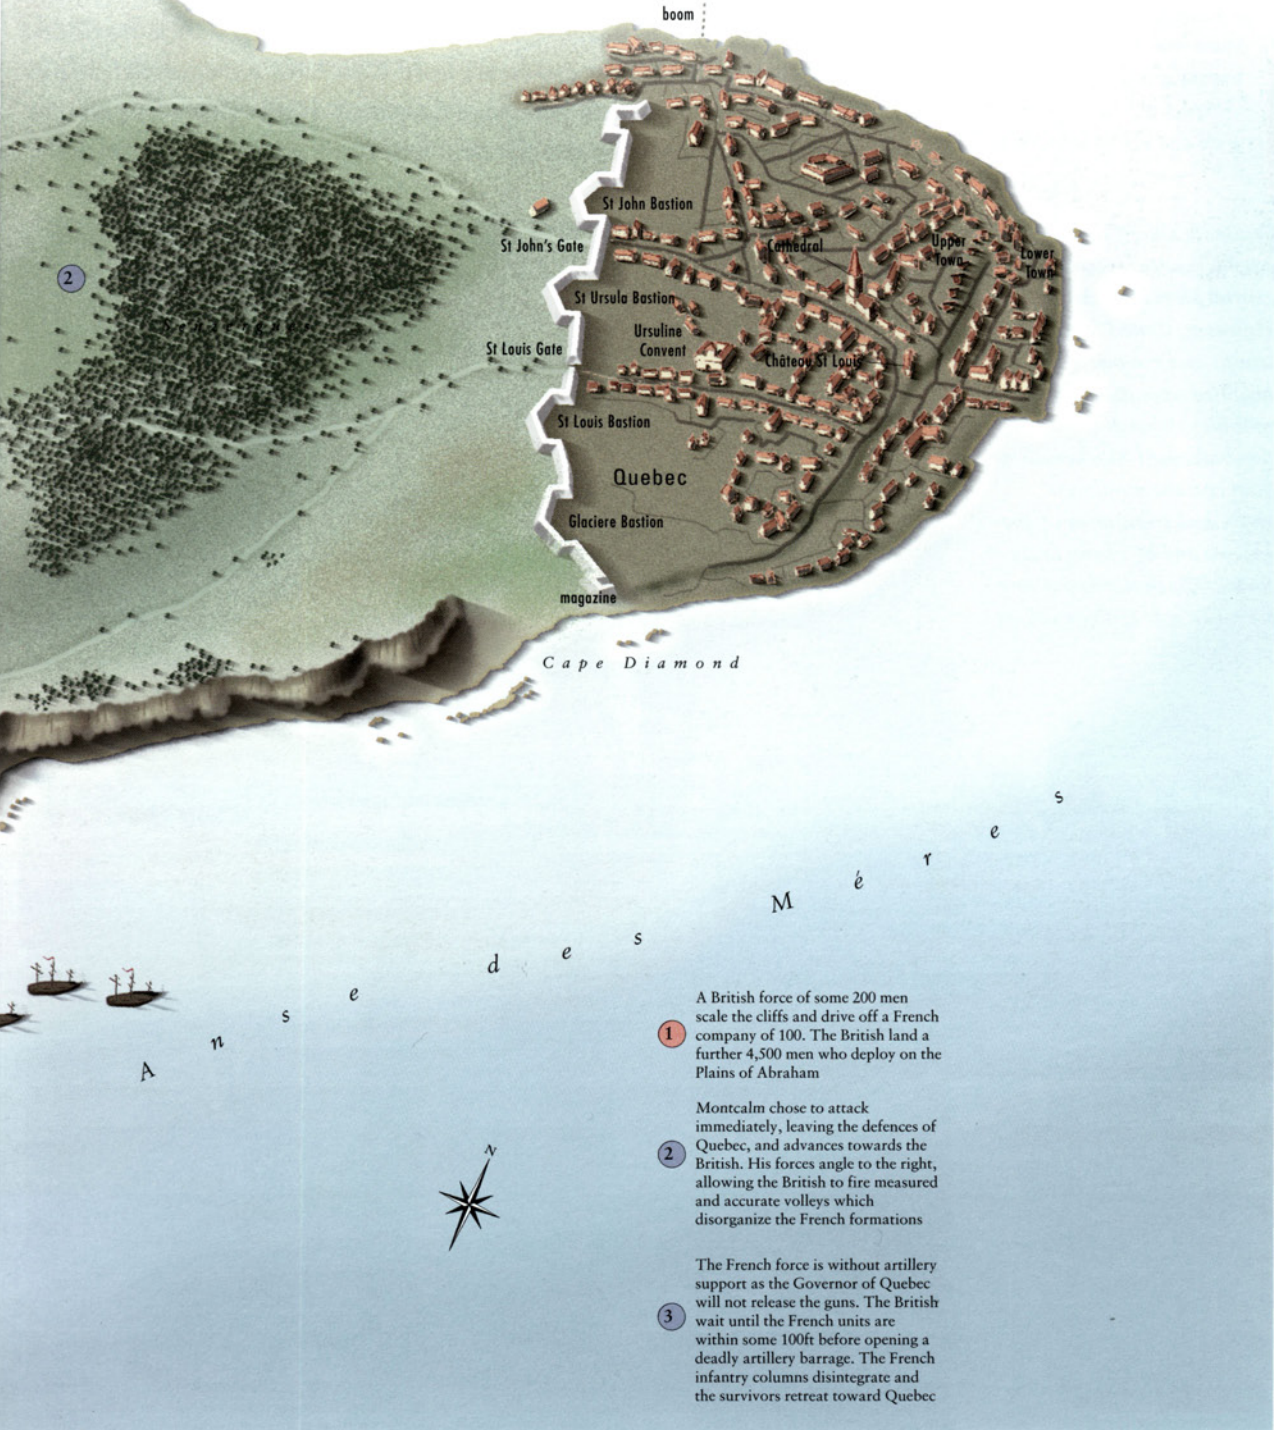 boom
St John Bastion
St John's Gate
Cathedral
Upper
Town
Lower
Town
2
St Ursula Bastion
Ursuline
Convent
St Louis Gate
Château St Louis
St Louis Bastion
Quebec
Glaciere Bastion
magazine
Cape Diamond
Anse des Méres
N
1
A British force of some 200 men
scale the cliffs and drive off a French
company of 100. The British land a
further 4,500 men who deploy on the
Plains of Abraham
2
Montcalm chose to attack
immediately, leaving the defences of
Quebec, and advances towards the
British. His forces angle to the right,
allowing the British to fire measured
and accurate volleys which
disorganize the French formations
3
The French force is without artillery
support as the Governor of Quebec
will not release the guns. The British
wait until the French units are
within some 100ft before opening a
deadly artillery barrage. The French
infantry columns disintegrate and
the survivors retreat toward Quebec